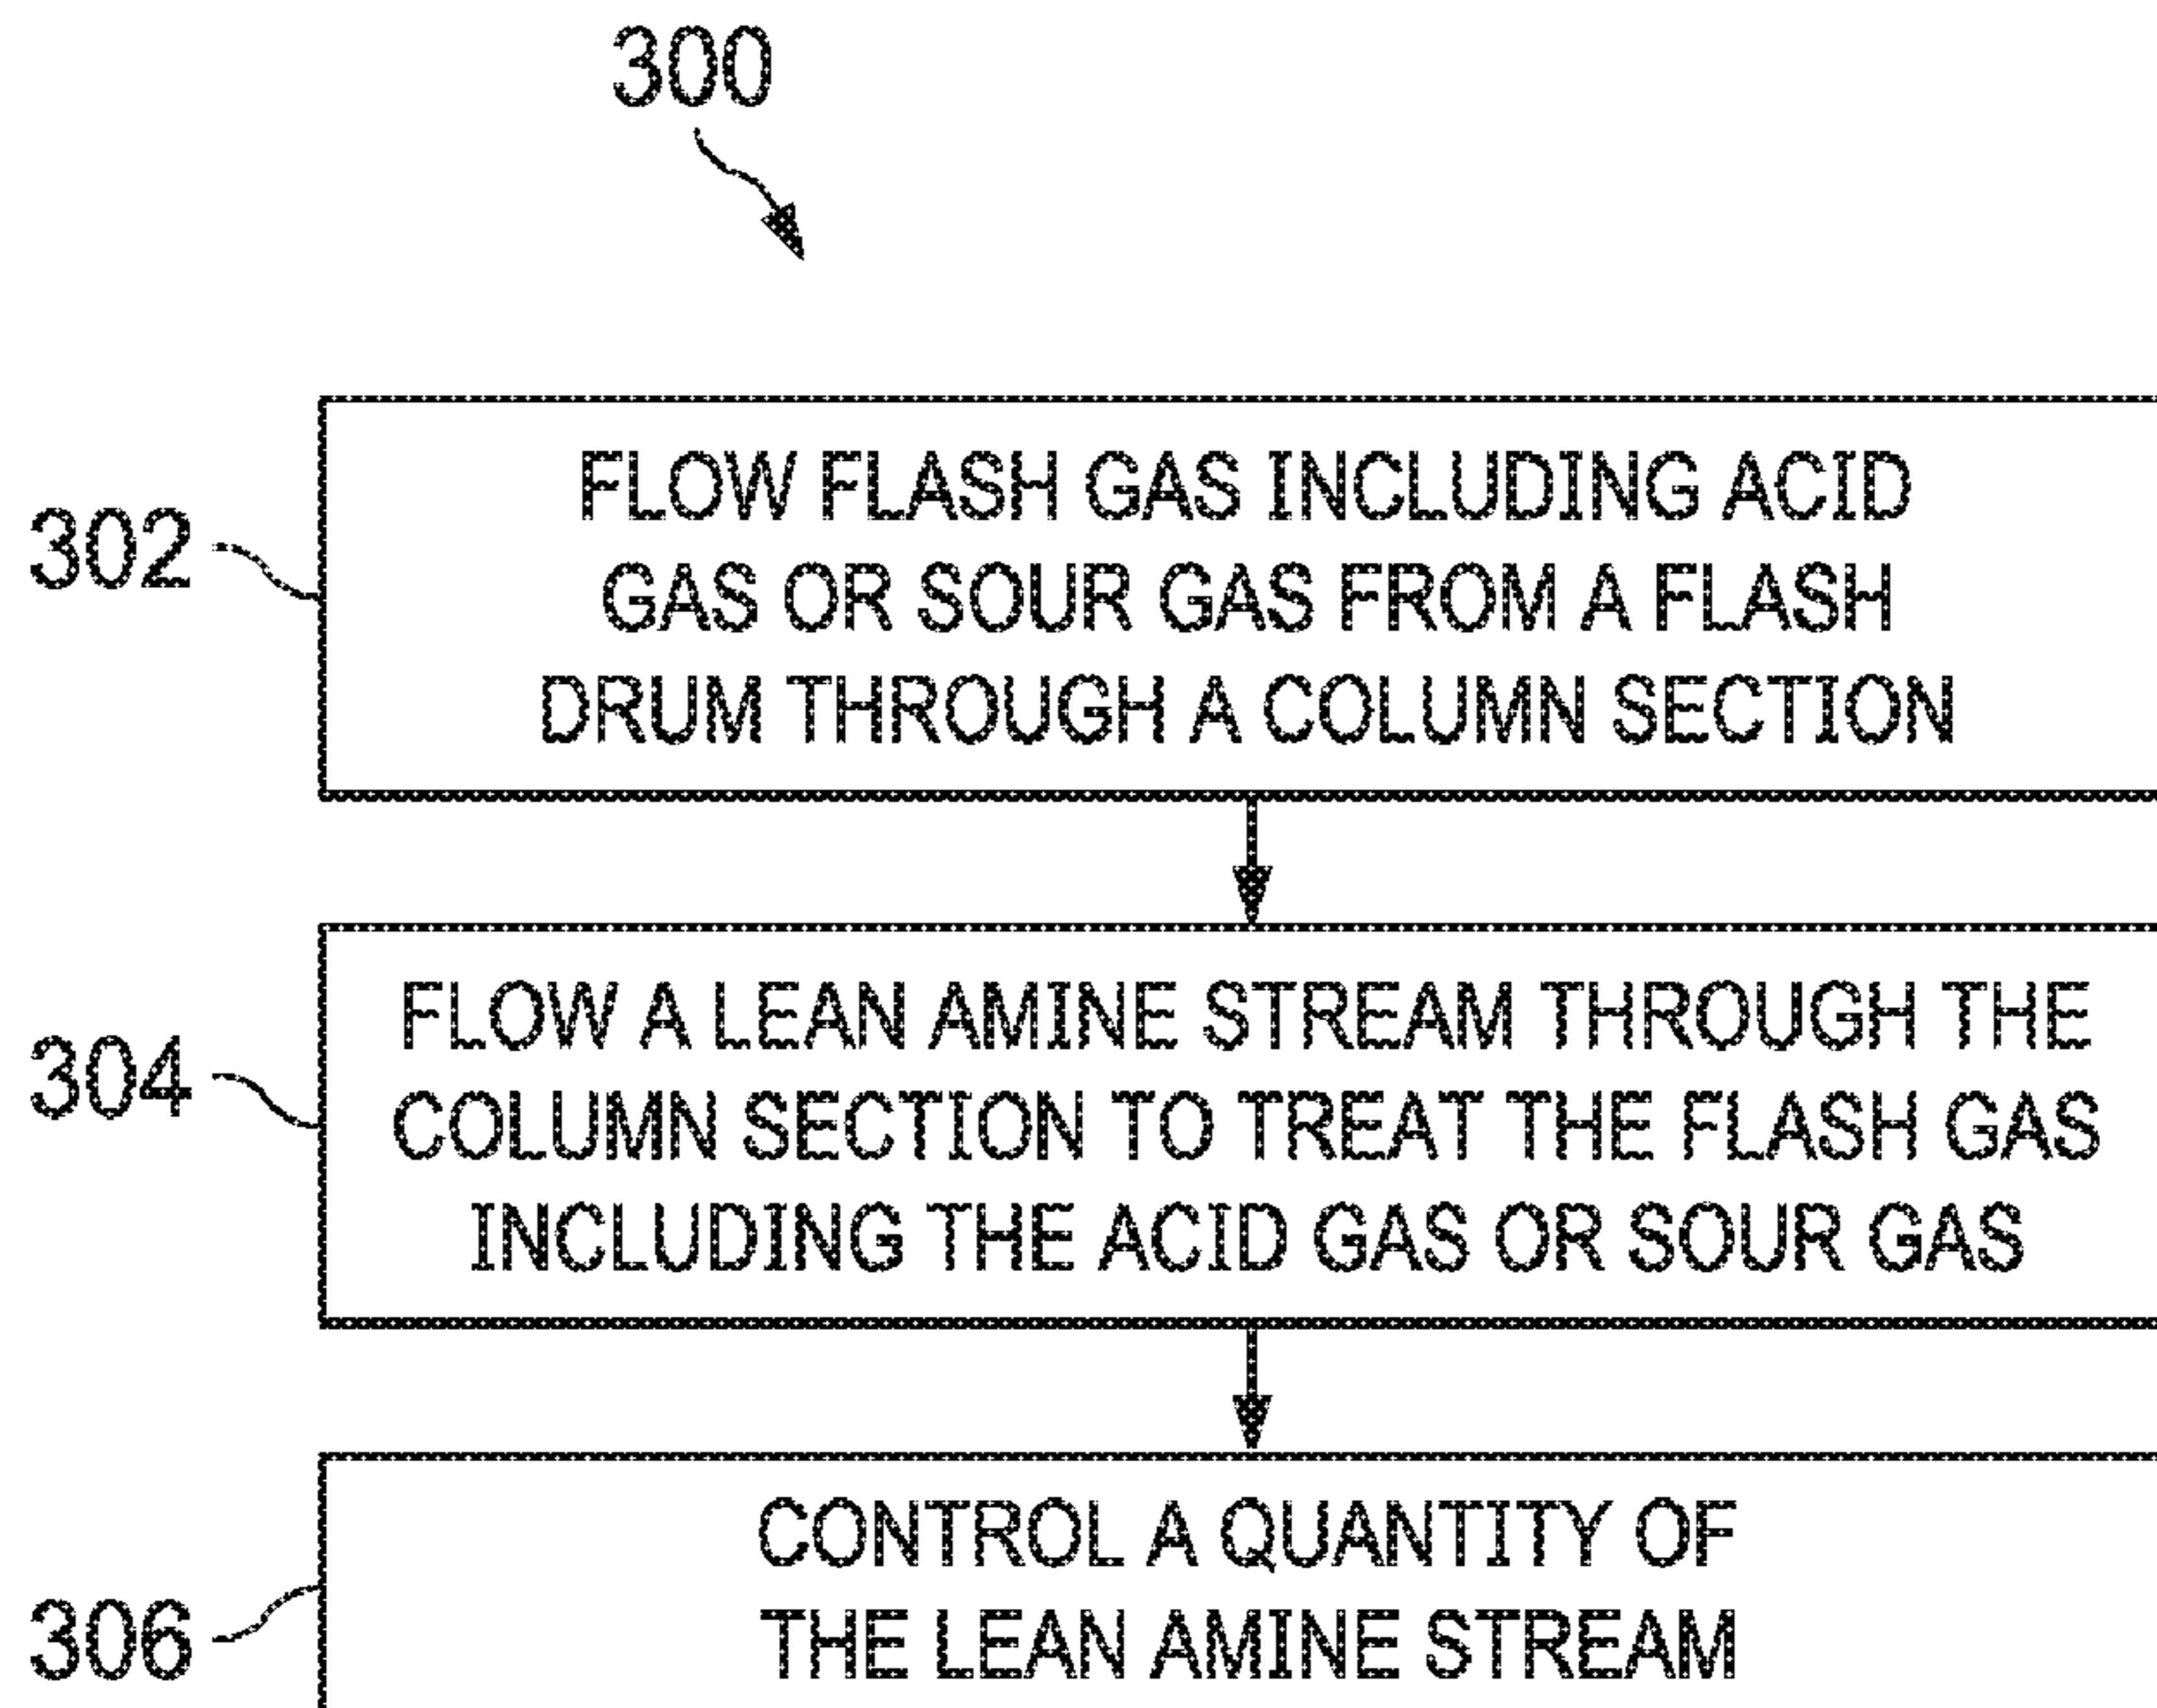 300
302
FLOW FLASH GAS INCLUDING ACID
GAS OR SOUR GAS FROM A FLASH
DRUM THROUGH A COLUMN SECTION
304
FLOW A LEAN AMINE STREAM THROUGH THE
COLUMN SECTION TO TREAT THE FLASH GAS
INCLUDING THE ACID GAS OR SOUR GAS
306
CONTROL A QUANTITY OF
THE LEAN AMINE STREAM